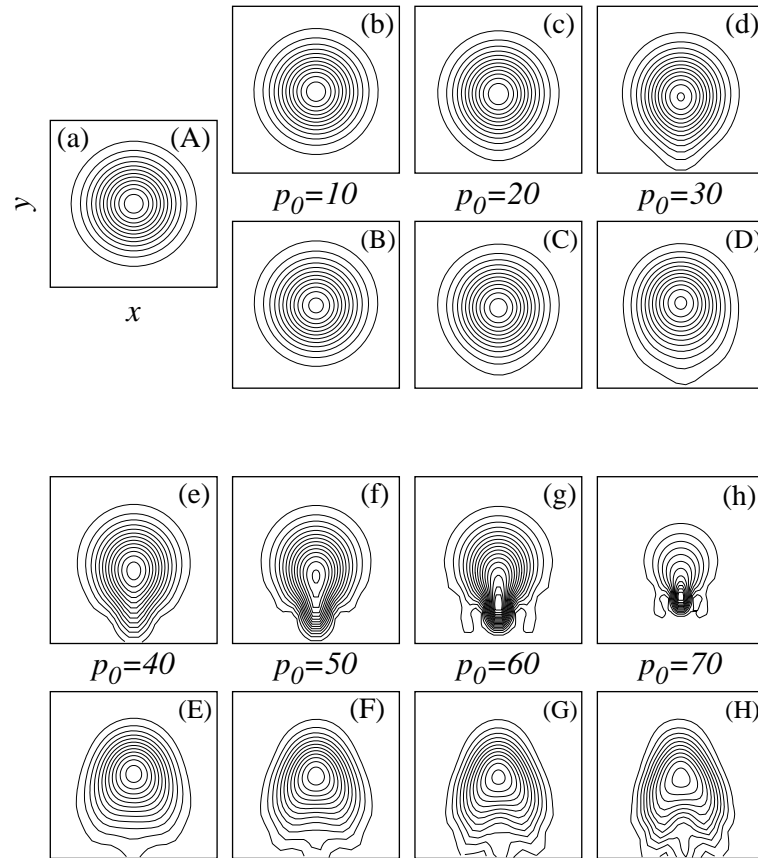 (b) (c) (d)
(a) (A)
y
p0=10 p0=20 p0=30
(B) (C) (D)
x
(e) (f) (g) (h)
p0=40 p0=50 p0=60 p0=70
(E) (F) (G) (H)